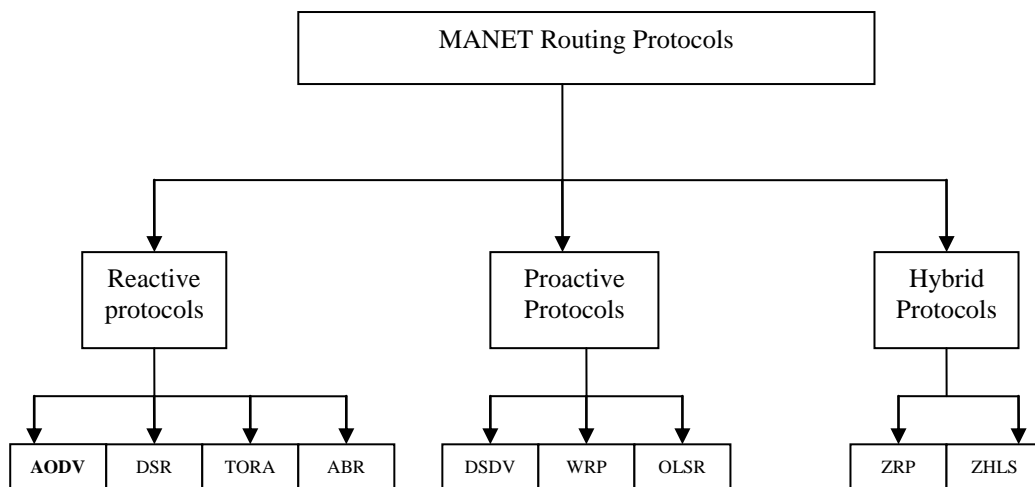 MANET Routing Protocols
Reactive
protocols
Proactive
Protocols
Hybrid
Protocols
AODV DSR TORA ABR DSDV WRP OLSR ZRP ZHLS